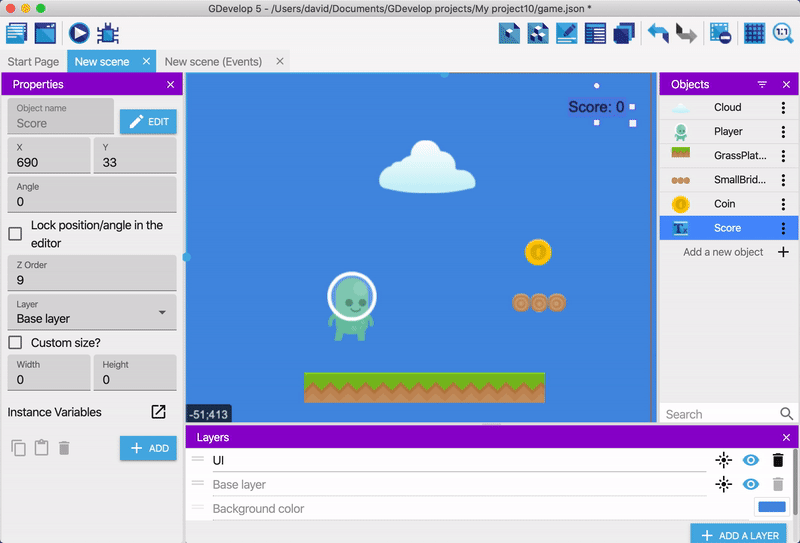 GDevelop 5 - /Users/david/Documents/GDevelop projects/My project10/game.json *
1:1
Start Page
New scene
New scene (Events)
Properties
Object name
Score
EDIT
X
690
Y
33
Angle
0
Lock position/angle in the
editor
Z Order
9
Layer
Base layer
Custom size?
Width
0
Height
0
Instance Variables
ADD
Score: 0
-51;413
Objects
Cloud
Player
GrassPlat...
SmallBrid...
Coin
Score
Add a new object
Search
Layers
UI
Base layer
Background color
ADD A LAYER